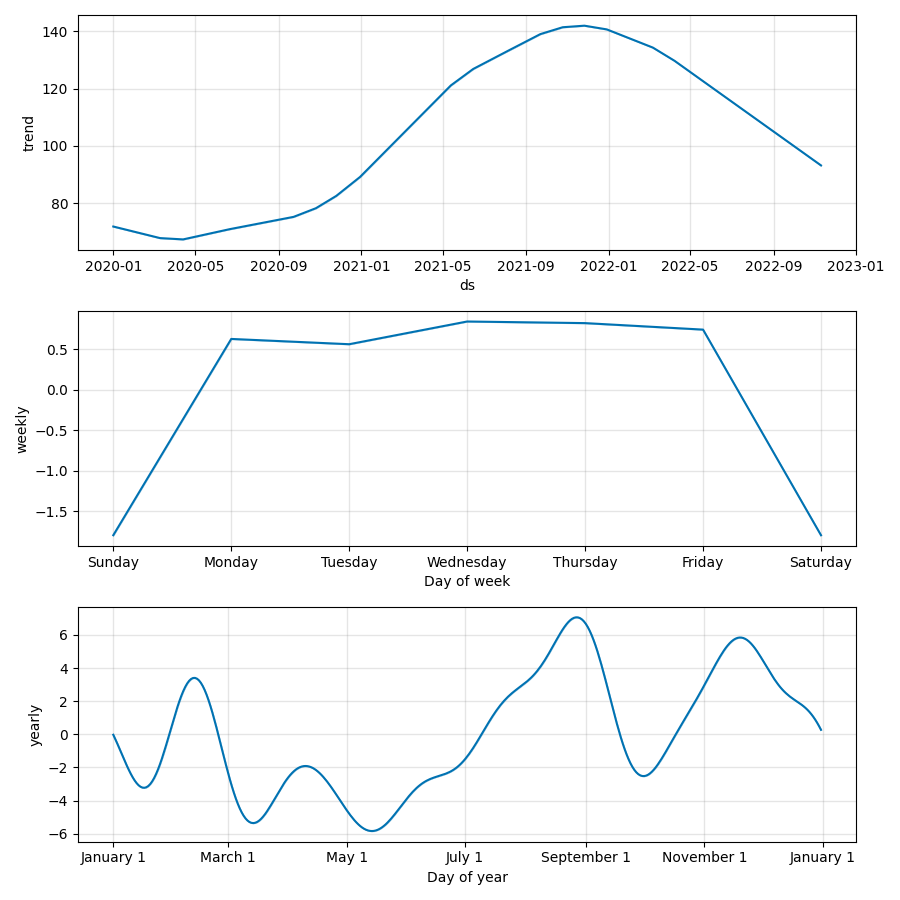 140
120
100
80
trend
2020-01 2020-05 2020-09 2021-01 2021-05 2021-09 2022-01 2022-05 2022-09 2023-01
ds
0.5
0.0
−0.5
−1.0
−1.5
weekly
Sunday Monday Tuesday Wednesday Thursday Friday Saturday
Day of week
6
4
2
0
−2
−4
−6
yearly
January 1 March 1 May 1 July 1 September 1 November 1 January 1
Day of year